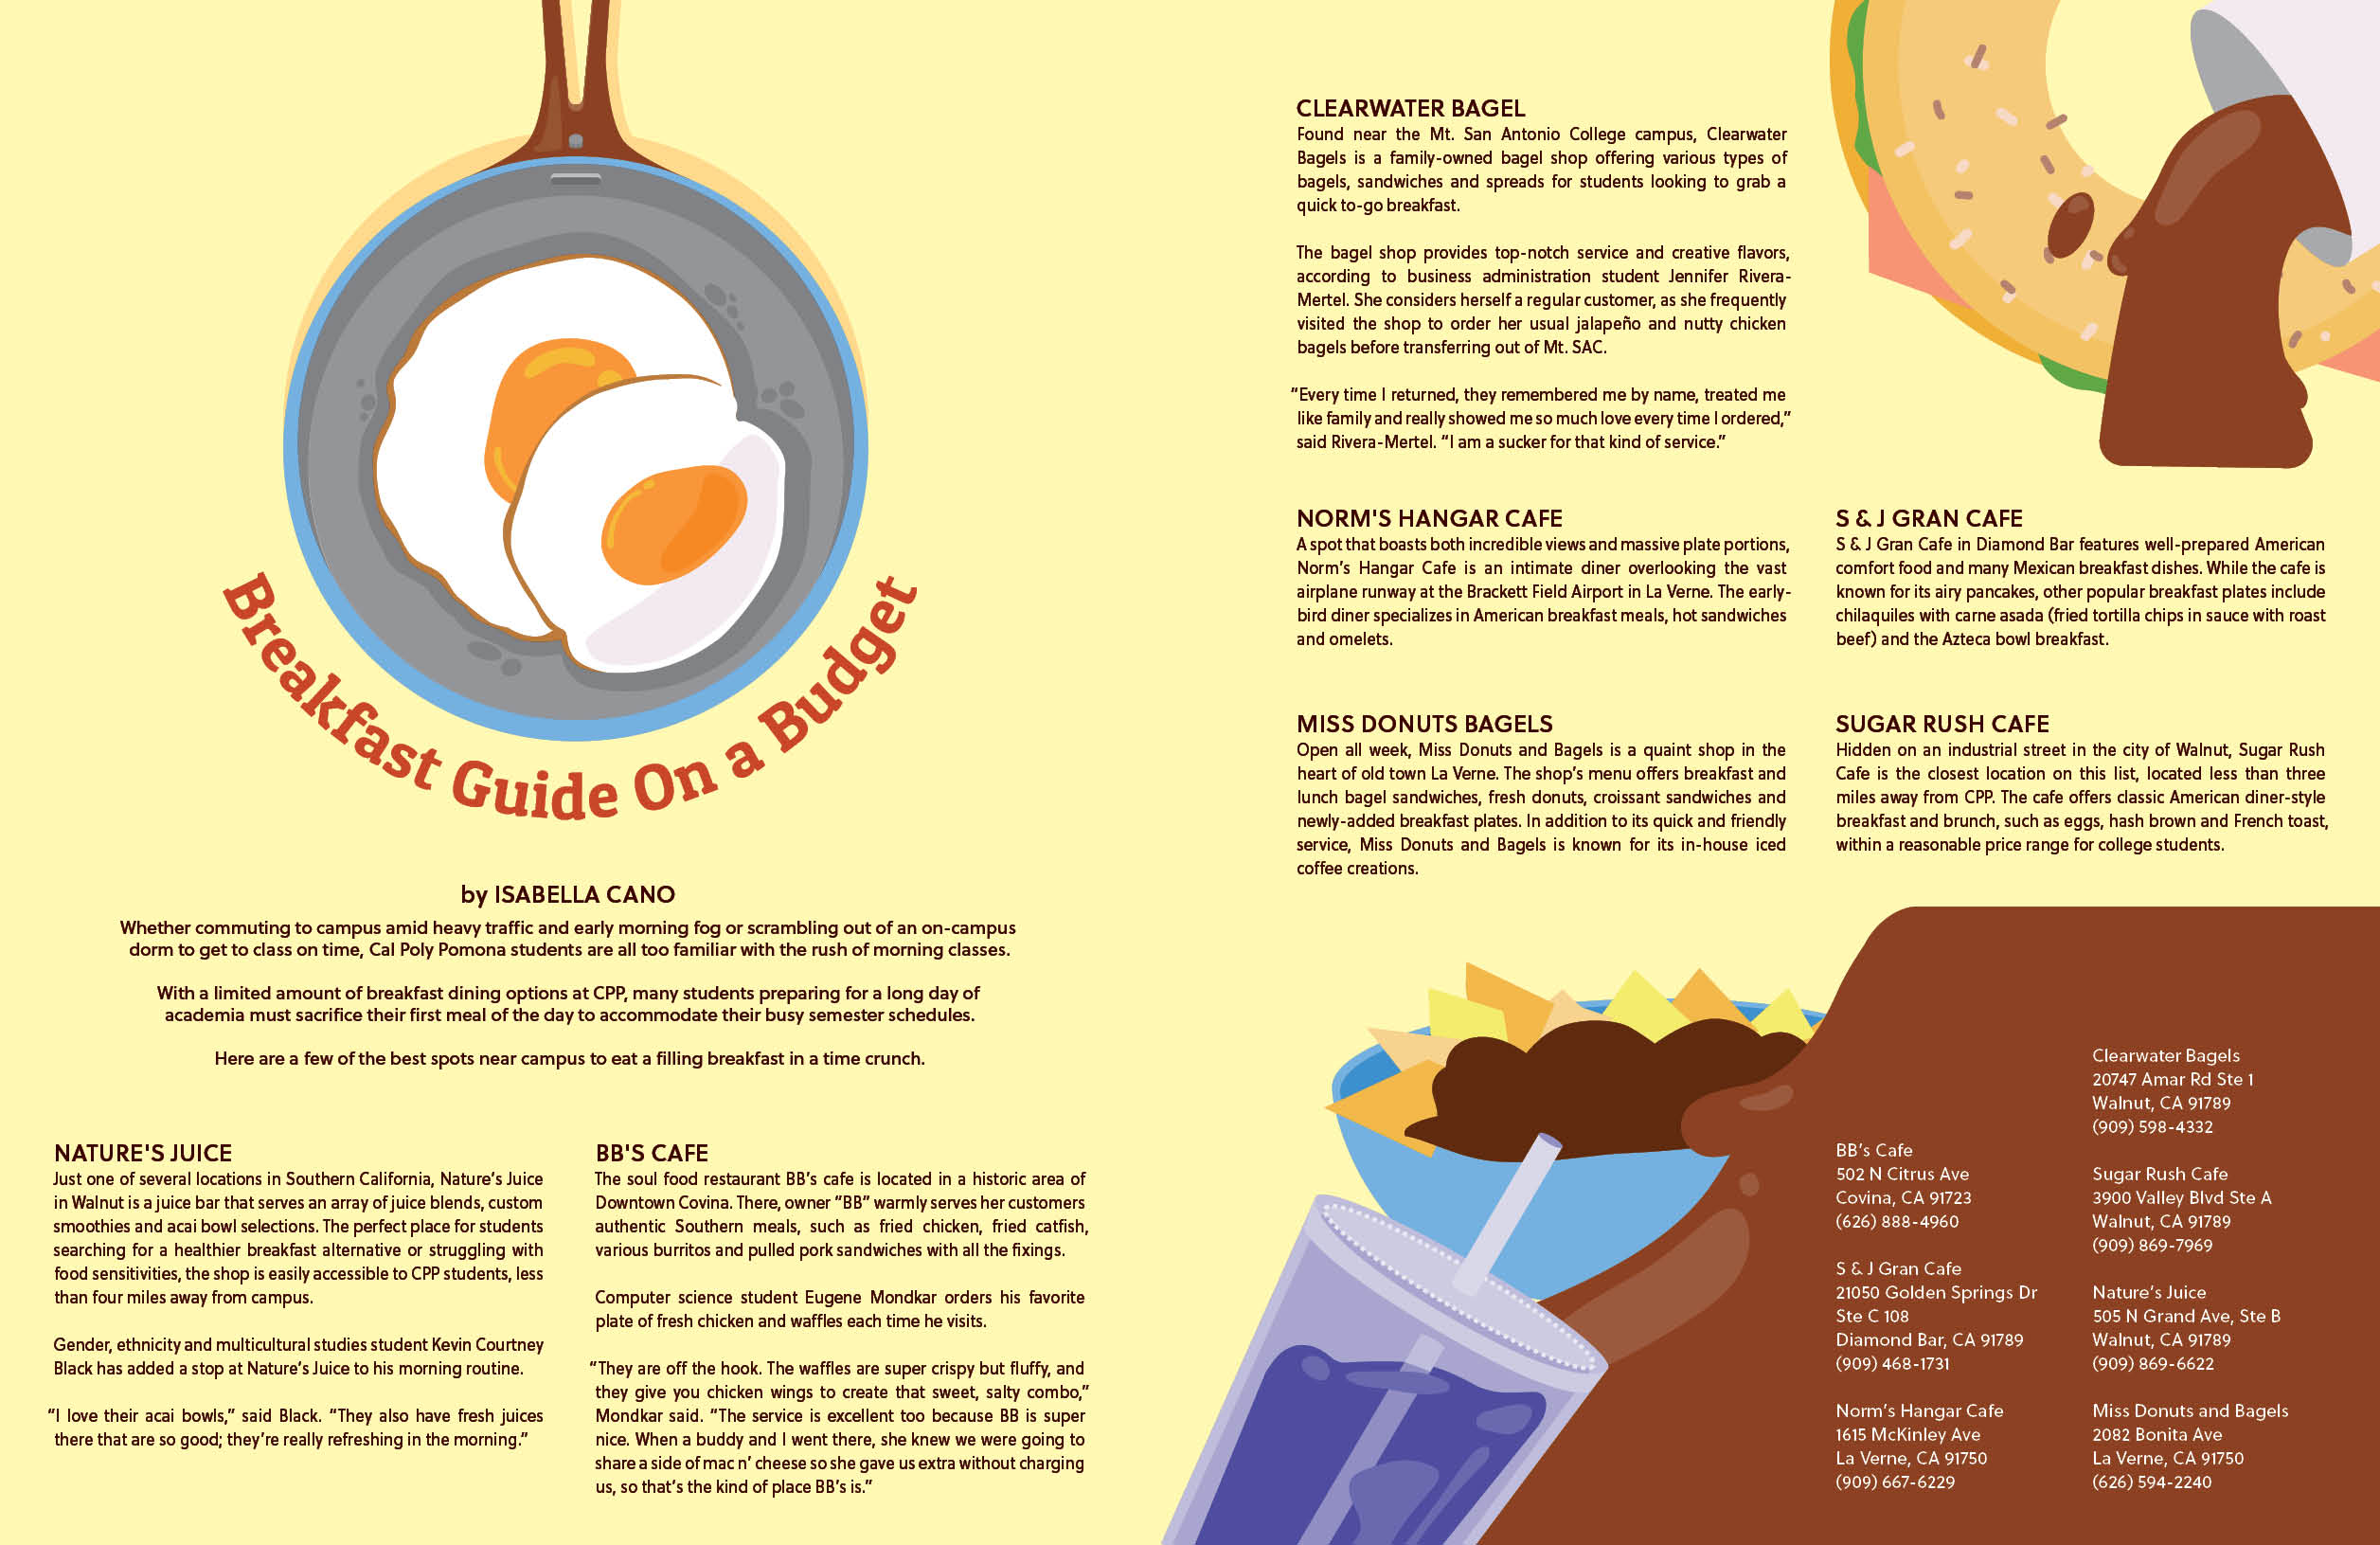 Breakfast Guide On a Budget
by ISABELLA CANO
Whether commuting to campus amid heavy traffic and early morning fog or scrambling out of an on-campus
dorm to get to class on time, Cal Poly Pomona students are all too familiar with the rush of morning classes.
With a limited amount of breakfast dining options at CPP, many students preparing for a long day of
academia must sacrifice their first meal of the day to accommodate their busy semester schedules.
Here are a few of the best spots near campus to eat a filling breakfast in a time crunch.
NATURE'S JUICE
Just one of several locations in Southern California, Nature's Juice
in Walnut is a juice bar that serves an array of juice blends, custom
smoothies and acai bowl selections. The perfect place for students
searching for a healthier breakfast alternative or struggling with
food sensitivities, the shop is easily accessible to CPP students, less
than four miles away from campus.
Gender, ethnicity and multicultural studies student Kevin Courtney
Black has added a stop at Nature's Juice to his morning routine.
“I love their acai bowls,” said Black. “They also have fresh juices
there that are so good; they're really refreshing in the morning.”
BB'S CAFE
The soul food restaurant BB's cafe is located in a historic area of
Downtown Covina. There, owner “BB” warmly serves her customers
authentic Southern meals, such as fried chicken, fried catfish,
various burritos and pulled pork sandwiches with all the fixings.
Computer science student Eugene Mondkar orders his favorite
plate of fresh chicken and waffles each time he visits.
“They are off the hook. The waffles are super crispy but fluffy, and
they give you chicken wings to create that sweet, salty combo,”
Mondkar said. “The service is excellent too because BB is super
nice. When a buddy and I went there, she knew we were going to
share a side of mac n' cheese so she gave us extra without charging
us, so that's the kind of place BB's is.”
CLEARWATER BAGEL
Found near the Mt. San Antonio College campus, Clearwater
Bagels is a family-owned bagel shop offering various types of
bagels, sandwiches and spreads for students looking to grab a
quick to-go breakfast.
The bagel shop provides top-notch service and creative flavors,
according to business administration student Jennifer Rivera-
Mertel. She considers herself a regular customer, as she frequently
visited the shop to order her usual jalapeño and nutty chicken
bagels before transferring out of Mt. SAC.
“Every time I returned, they remembered me by name, treated me
like family and really showed me so much love every time I ordered,”
said Rivera-Mertel. “I am a sucker for that kind of service.”
NORM'S HANGAR CAFE
A spot that boasts both incredible views and massive plate portions,
Norm's Hangar Cafe is an intimate diner overlooking the vast
airplane runway at the Brackett Field Airport in La Verne. The early-
bird diner specializes in American breakfast meals, hot sandwiches
and omelets.
S & J GRAN CAFE
S & J Gran Cafe in Diamond Bar features well-prepared American
comfort food and many Mexican breakfast dishes. While the cafe is
known for its airy pancakes, other popular breakfast plates include
chilaquiles with carne asada (fried tortilla chips in sauce with roast
beef) and the Azteca bowl breakfast.
MISS DONUTS BAGELS
Open all week, Miss Donuts and Bagels is a quaint shop in the
heart of old town La Verne. The shop's menu offers breakfast and
lunch bagel sandwiches, fresh donuts, croissant sandwiches and
newly-added breakfast plates. In addition to its quick and friendly
service, Miss Donuts and Bagels is known for its in-house iced
coffee creations.
SUGAR RUSH CAFE
Hidden on an industrial street in the city of Walnut, Sugar Rush
Cafe is the closest location on this list, located less than three
miles away from CPP. The cafe offers classic American diner-style
breakfast and brunch, such as eggs, hash brown and French toast,
within a reasonable price range for college students.
BB's Cafe
502 N Citrus Ave
Covina, CA 91723
(626) 888-4960
S & J Gran Cafe
21050 Golden Springs Dr
Ste C 108
Diamond Bar, CA 91789
(909) 468-1731
Norm's Hangar Cafe
1615 McKinley Ave
La Verne, CA 91750
(909) 667-6229
Clearwater Bagels
20747 Amar Rd Ste 1
Walnut, CA 91789
(909) 598-4332
Sugar Rush Cafe
3900 Valley Blvd Ste A
Walnut, CA 91789
(909) 869-7969
Nature's Juice
505 N Grand Ave, Ste B
Walnut, CA 91789
(909) 869-6622
Miss Donuts and Bagels
2082 Bonita Ave
La Verne, CA 91750
(626) 594-2240